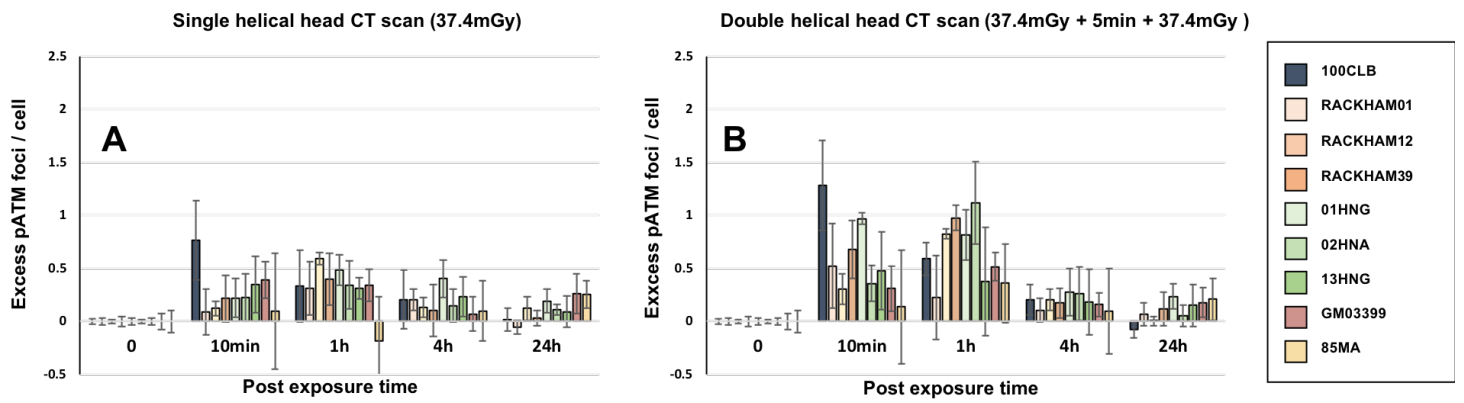 Single helical head CT scan (37.4mGy)
Excess pATM foci / cell
2.5
2
1.5
1
0.5
0
-0.5
A
0
10min
1h
4h
24h
Post exposure time
Double helical head CT scan (37.4mGy + 5min + 37.4mGy )
Exxcess pATM foci / cell
2.5
2
1.5
1
0.5
0
-0.5
B
0
10min
1h
4h
24h
Post exposure time
100CLB
RACKHAM01
RACKHAM12
RACKHAM39
01HNG
02HNA
13HNG
GM03399
85MA